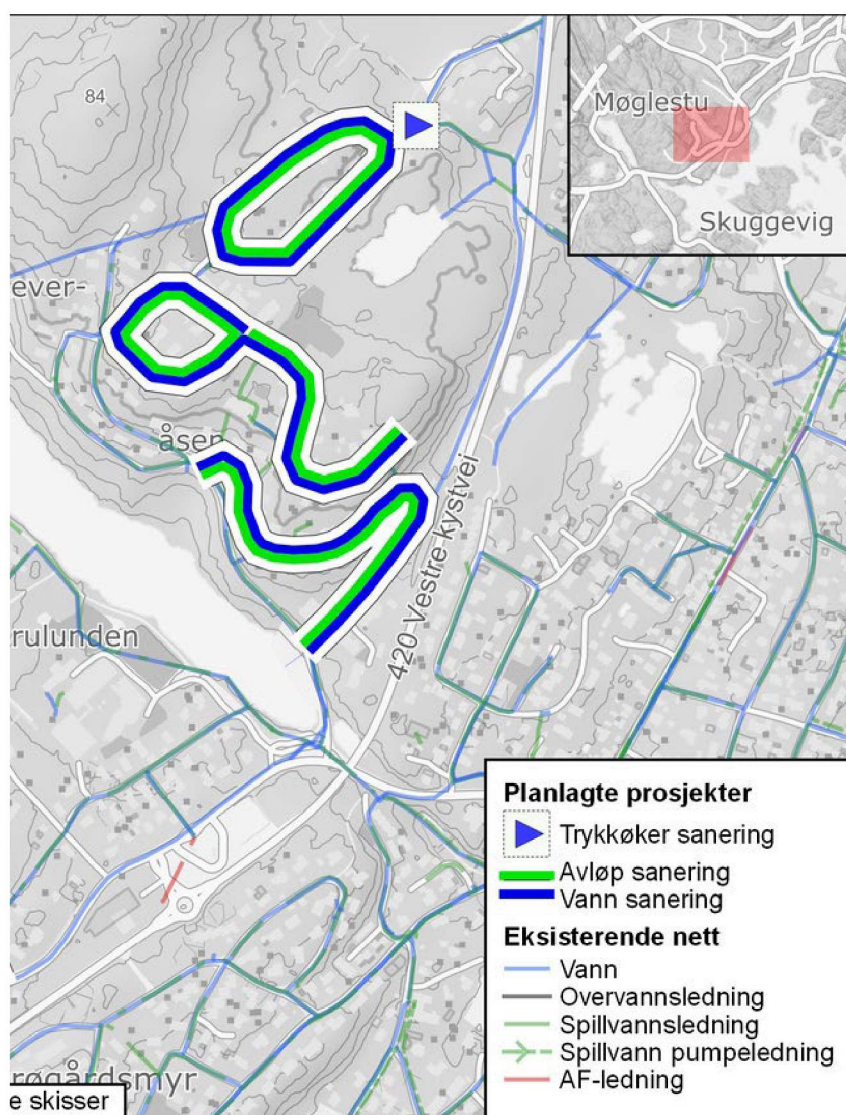 84
Møglestu
Skuggevig
ever-
åsen
420 Vestre kystvei
rulunden
Planlagte prosjekter
Trykkøker sanering
Avløp sanering
Vann sanering
Eksisterende nett
Vann
Overvannsledning
Spillvannsledning
Spillvann pumpeledning
AF-ledning
røgårdsmyr
e skisser